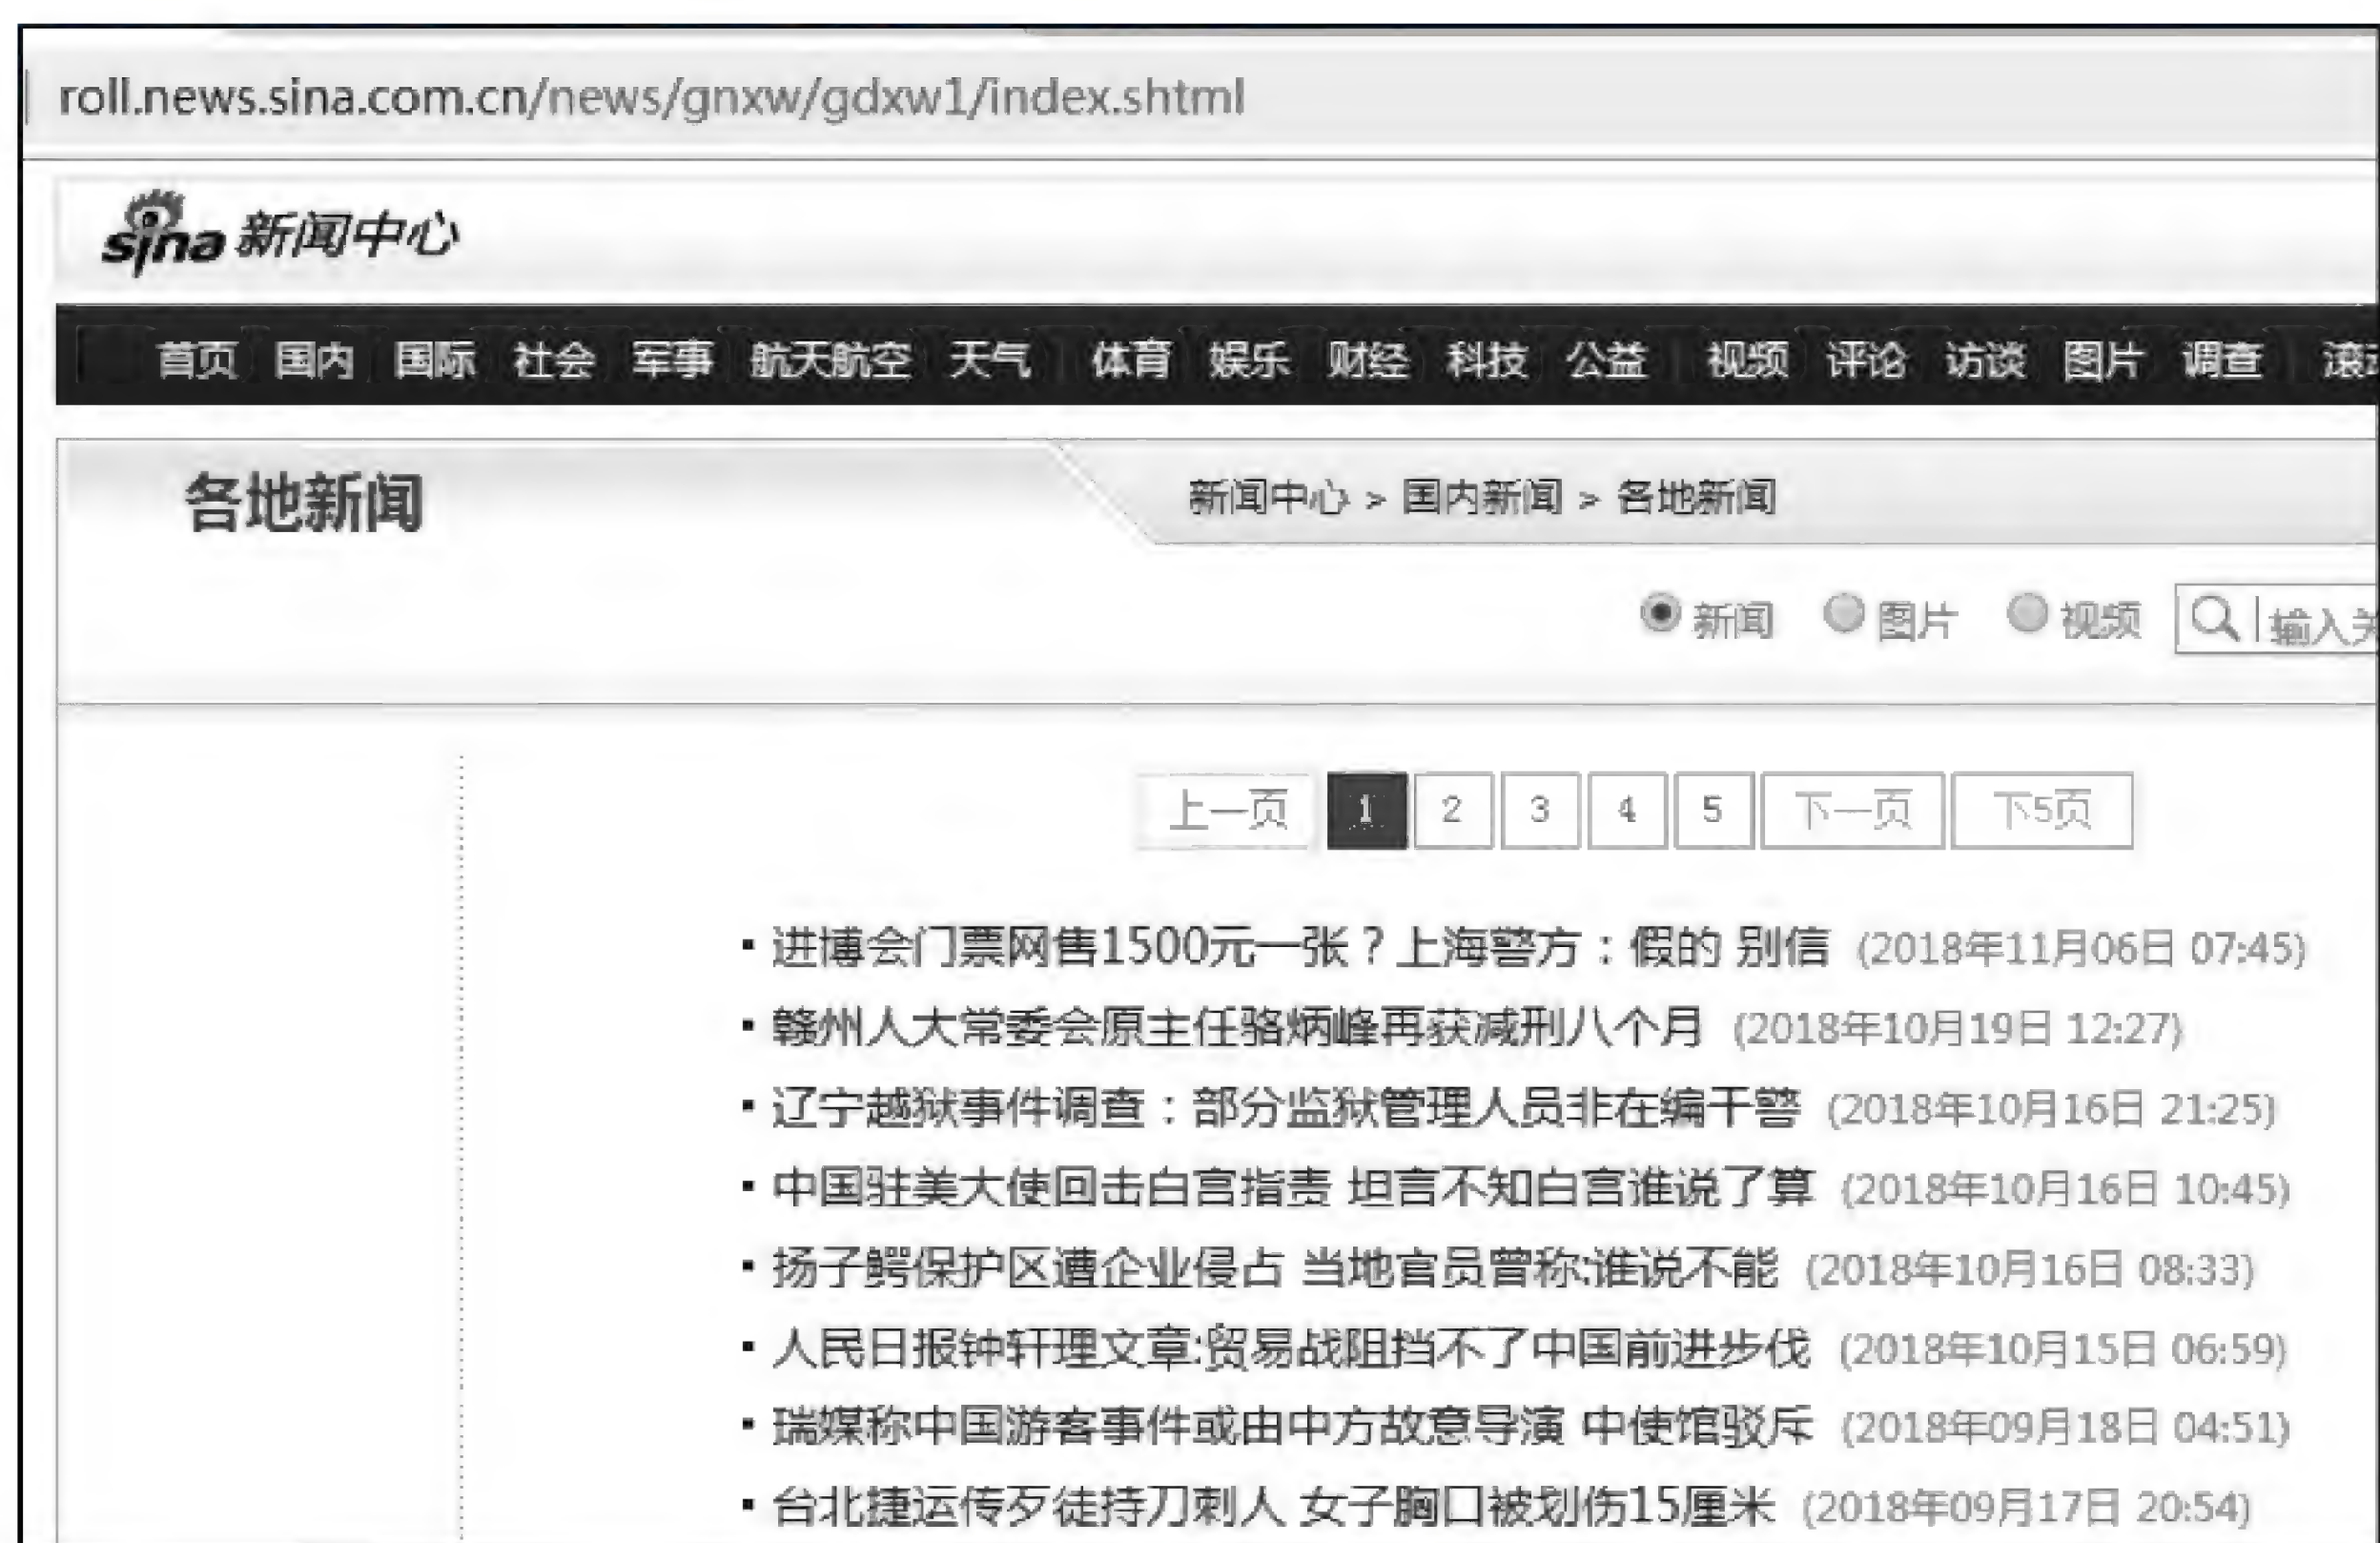 roll.news.sina.com.cn/news/gnxw/gdxw1/index.shtml
sina 新闻中心
首页 国内 国际 社会 军事 航天航空 天气 体育 娱乐 财经 科技 公益 视频 评论 访谈 图片 调查 滚
各地新闻
新闻中心 > 国内新闻 > 各地新闻
新闻 图片 视频 输入关
上一页 1 2 3 4 5 下一页 下5页
▪ 进博会门票网售1500元一张？上海警方：假的 别信 (2018年11月06日 07:45)
▪ 赣州人大常委会原主任骆炳峰再获减刑八个月 (2018年10月19日 12:27)
▪ 辽宁越狱事件调查：部分监狱管理人员非在编干警 (2018年10月16日 21:25)
▪ 中国驻美大使回击白宫指责 坦言不知白宫谁说了算 (2018年10月16日 10:45)
▪ 扬子鳄保护区遭企业侵占 当地官员曾称:谁说不能 (2018年10月16日 08:33)
▪ 人民日报钟轩理文章:贸易战阻挡不了中国前进步伐 (2018年10月15日 06:59)
▪ 瑞媒称中国游客事件或由中方故意导演 中使馆驳斥 (2018年09月18日 04:51)
▪ 台北捷运传歹徒持刀刺人 女子胸口被划伤15厘米 (2018年09月17日 20:54)